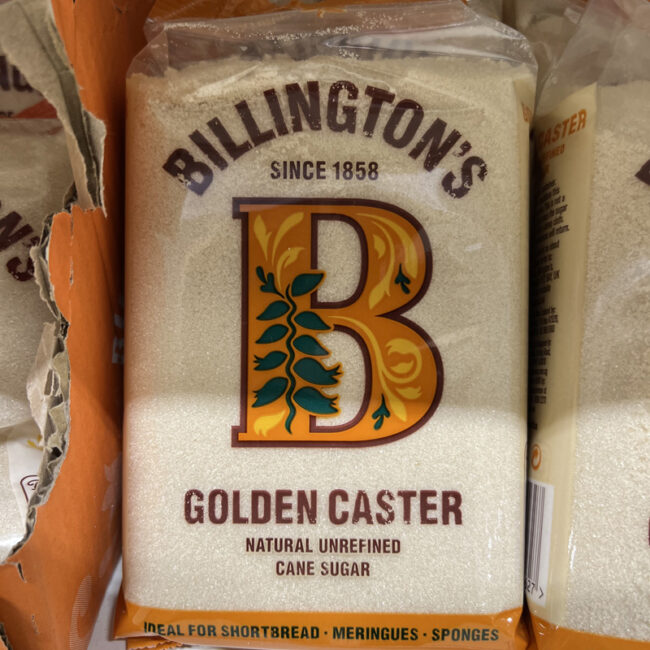 BILLINGTON'S
SINCE 1858
B
GOLDEN CASTER
NATURAL UNREFINED
CANE SUGAR
IDEAL FOR SHORTBREAD · MERINGUES · SPONGES
CASTER